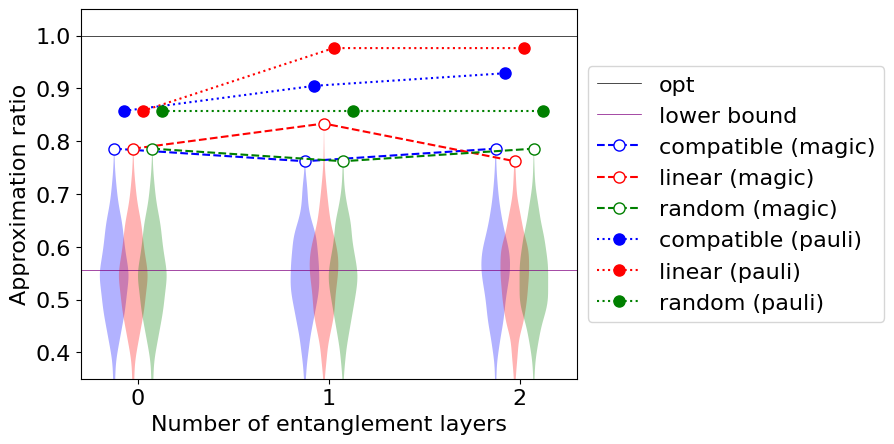 1.0
0.9
0.8
0.7
0.6
0.5
0.4
Approximation ratio
0 1 2
Number of entanglement layers
opt
lower bound
compatible (magic)
linear (magic)
random (magic)
compatible (pauli)
linear (pauli)
random (pauli)